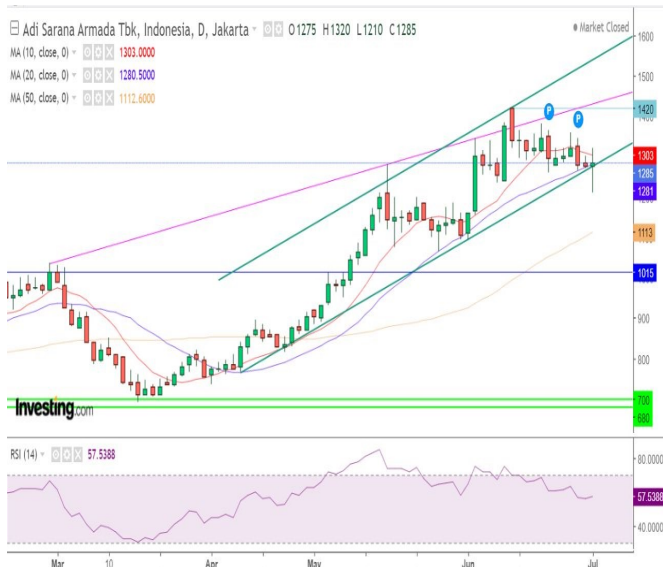 Adi Sarana Armada Tbk, Indonesia, D, Jakarta O1275 H1320 L1210 C1285
Market Closed
MA (10, close, 0) 1303.0000
MA (20, close, 0) 1280.5000
MA (50, close, 0) 1112.6000
1600
1500
1420
P P
1303
1285
1281
1113
1015
900
800
700
680
Investing.com
RSI (14) 57.5388
80.0000
57.5388
40.0000
Mar 10 Apr May Jun Jul